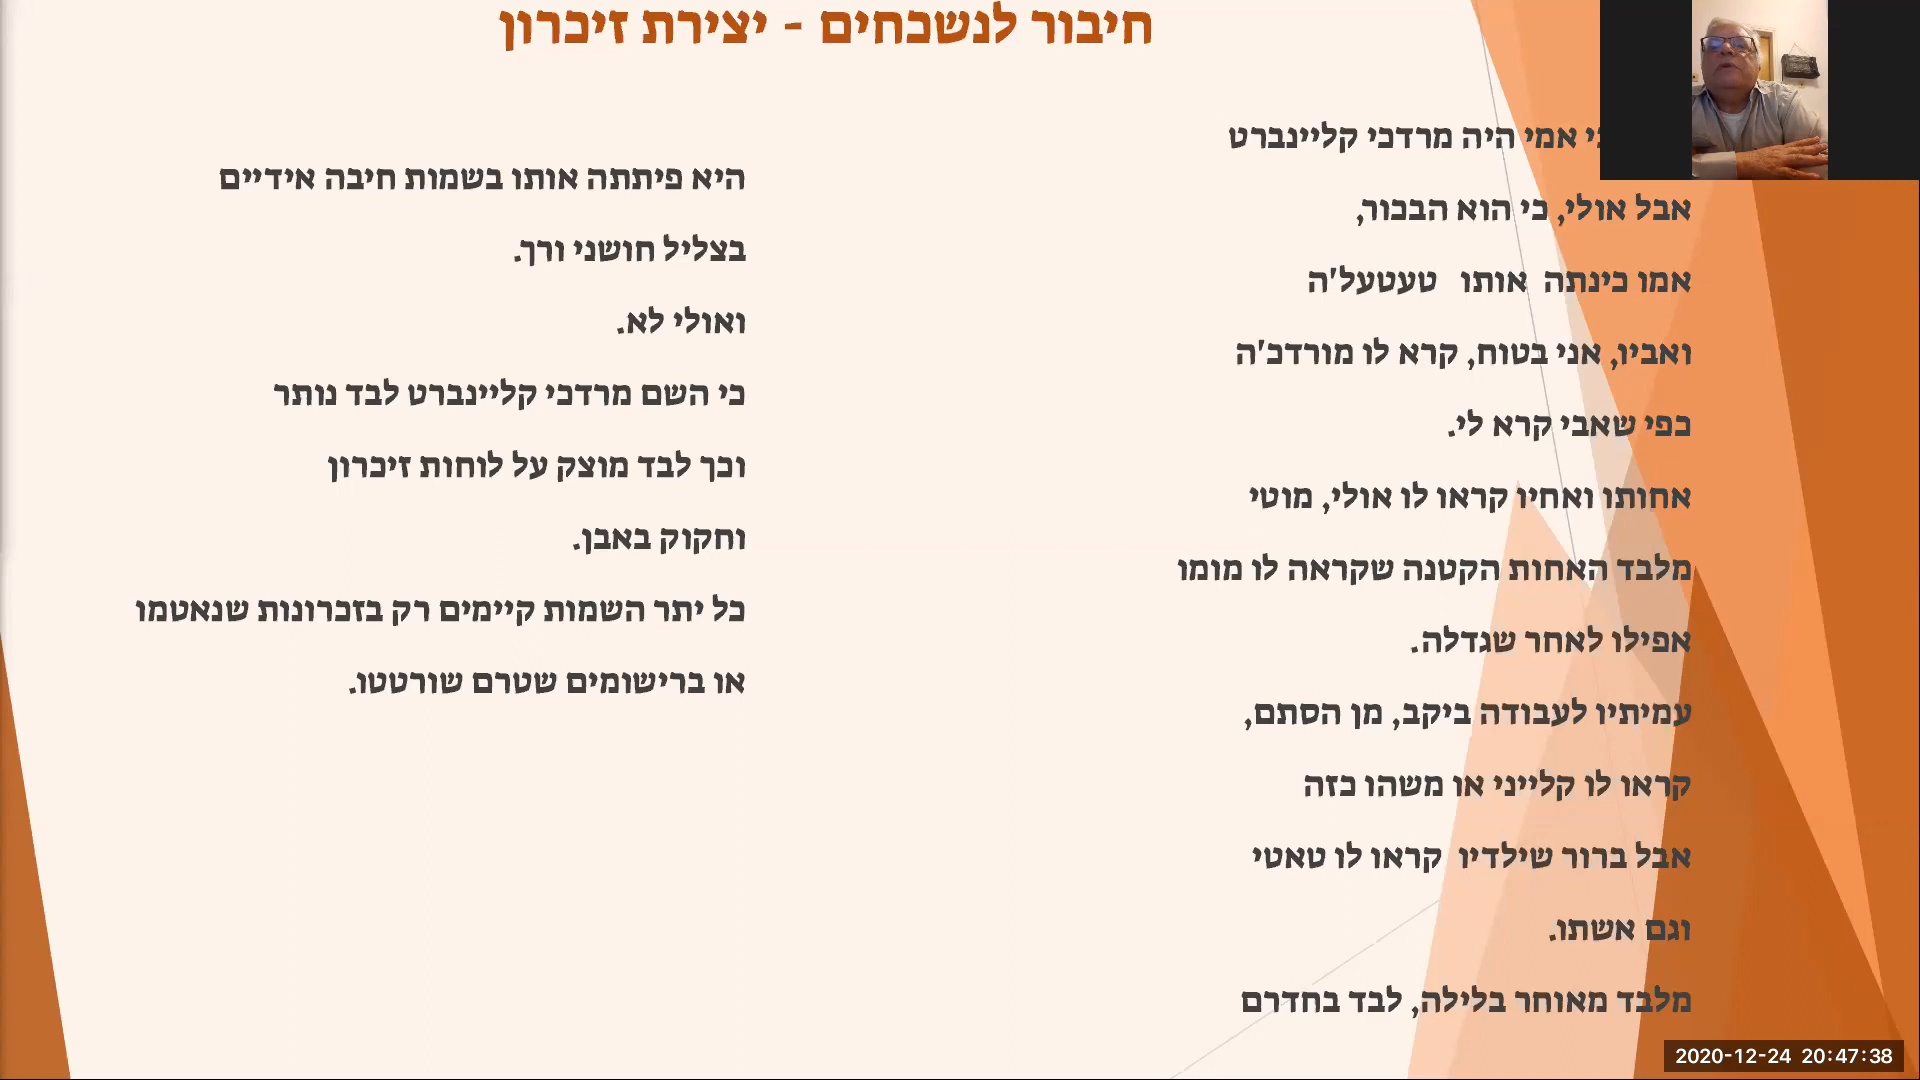 חיבור לנשכחים - יצירת זיכרון
אמי היה מרדכי קליינברט
אבל אולי, כי הוא הבכור,
אמו כינתה אותו טעטעל'ה
ואביו, אני בטוח, קרא לו מורדכ'ה
כפי שאבי קרא לי.
אחותו ואחיו קראו לו אולי, מוטי
מלבד האחות הקטנה שקראה לו מומו
אפילו לאחר שגדלה.
עמיתיו לעבודה ביקב, מן הסתם,
קראו לו קלייני או משהו כזה
אבל ברור שילדיו קראו לו טאטי
וגם אשתו.
מלבד מאוחר בלילה, לבד בחדרם
היא פיתתה אותו בשמות חיבה אידיים
בצליל חושני ורך.
ואולי לא.
כי השם מרדכי קליינברט לבד נותר
וכך לבד מוצק על לוחות זיכרון
וחקוק באבן.
כל יתר השמות קיימים רק בזכרונות שנאטמו
או ברישומים שטרם שורטטו.
2020-12-24 20:47:38